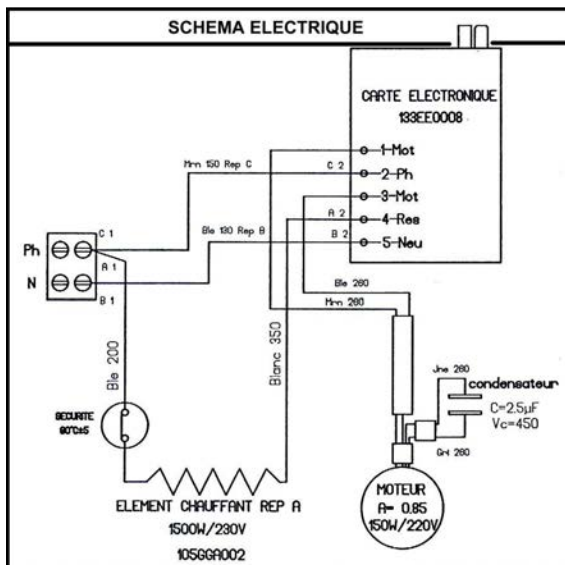 SCHEMA ELECTRIQUE
CARTE ELECTRONIQUE
133EE0008
1-Mot
Mrn 150 Rep C
C 2
2-Ph
3-Mot
A 2
4-Res
Ble 130 Rep B
B 2
5-Neu
C 1
Ph
A 1
N
B 1
Ble 260
Mrn 260
Ble 200
Blanc 350
Jne 260
condensateur
C=2.5µF
Vc=450
Gri 260
SECURITE
90°C±5
ELEMENT CHAUFFANT REP A
1500W/230V
105GGA002
MOTEUR
A= 0.85
150W/220V